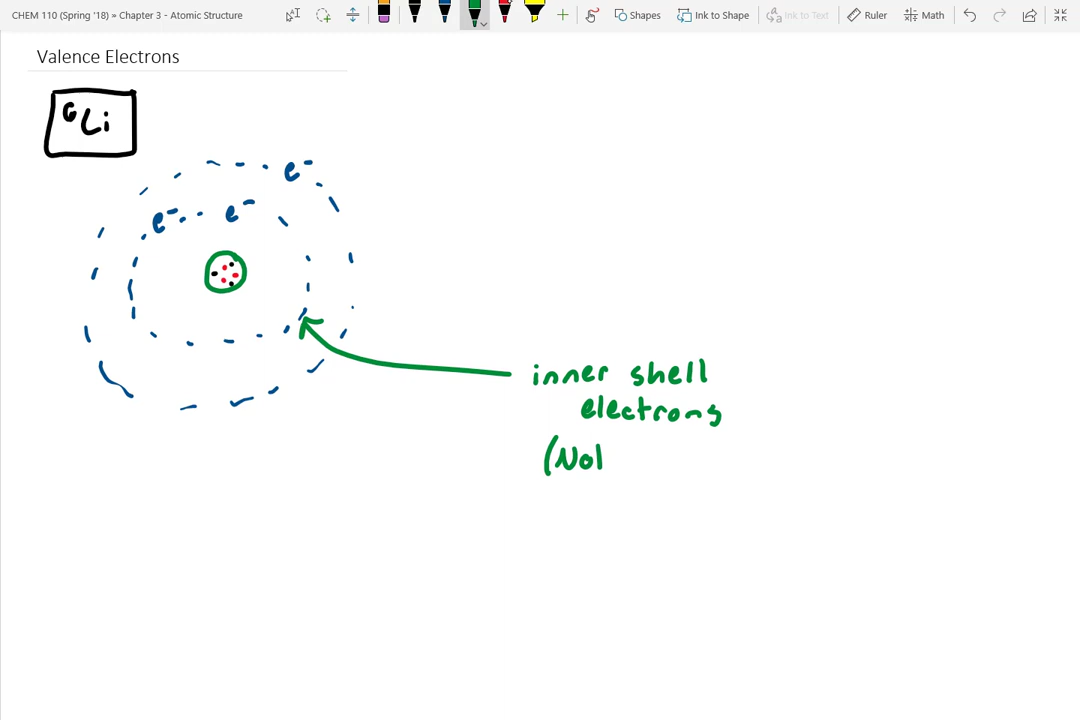 CHEM 110 (Spring '18) » Chapter 3 - Atomic Structure
Shapes
Ink to Shape
Ink to Text
Ruler
Math
Valence Electrons
⁶Li
e⁻
e⁻ e⁻
inner shell
electrons
(Nol